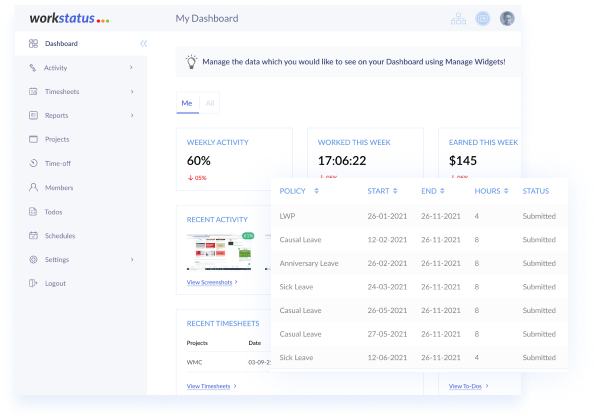 workstatus
My Dashboard
Dashboard
Activity
Timesheets
Reports
Projects
Time-off
Members
Todos
Schedules
Settings
Logout
Manage the data which you would like to see on your Dashboard using Manage Widgets!
Me All
WEEKLY ACTIVITY
60%
05%
WORKED THIS WEEK
17:06:22
EARNED THIS WEEK
$145
RECENT ACTIVITY
View Screenshots >
RECENT TIMESHEETS
Projects Date
WMC 03-09-2
View Timesheets >
View To-Dos >
POLICY START END HOURS STATUS
LWP 26-01-2021 26-11-2021 4 Submitted
Causal Leave 12-02-2021 26-11-2021 8 Submitted
Anniversary Leave 26-02-2021 26-11-2021 8 Submitted
Sick Leave 24-03-2021 26-11-2021 8 Submitted
Casual Leave 26-05-2021 26-11-2021 8 Submitted
Casual Leave 27-05-2021 26-11-2021 8 Submitted
Sick Leave 12-06-2021 26-11-2021 4 Submitted